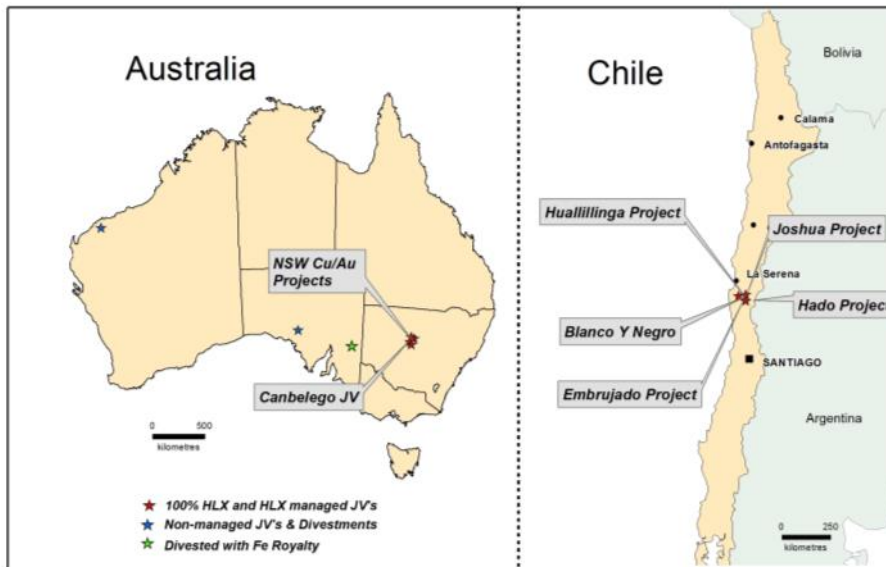 Australia
NSW Cu/Au
Projects
Canbelego JV
0 500
kilometres
100% HLX and HLX managed JV's
Non-managed JV's & Divestments
Divested with Fe Royalty
Chile
Bolivia
Calama
Antofagasta
Huallillinga Project
Joshua Project
La Serena
Hado Project
Blanco Y Negro
SANTIAGO
Embrujado Project
Argentina
0 250
kilometres